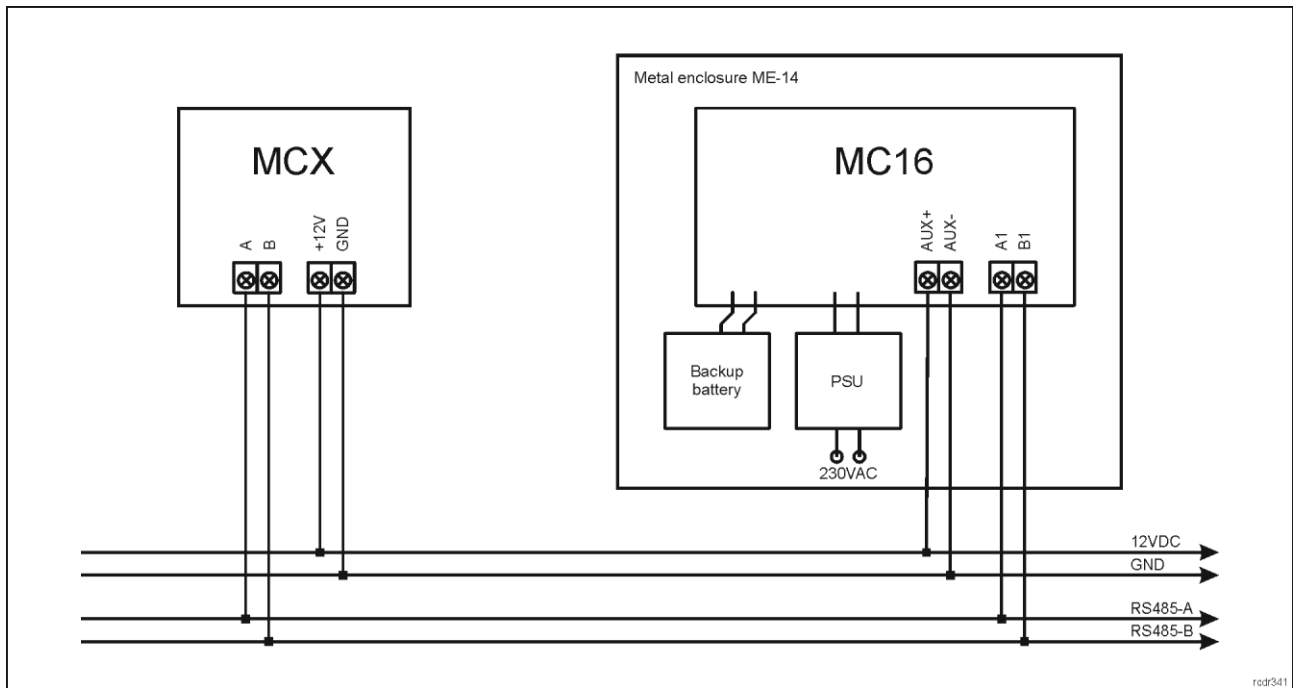 Metal enclosure ME-14
MCX
MC16
A
B
+12V
GND
AUX+
AUX-
A1
B1
Backup
battery
PSU
230VAC
12VDC
GND
RS485-A
RS485-B
rcdr341